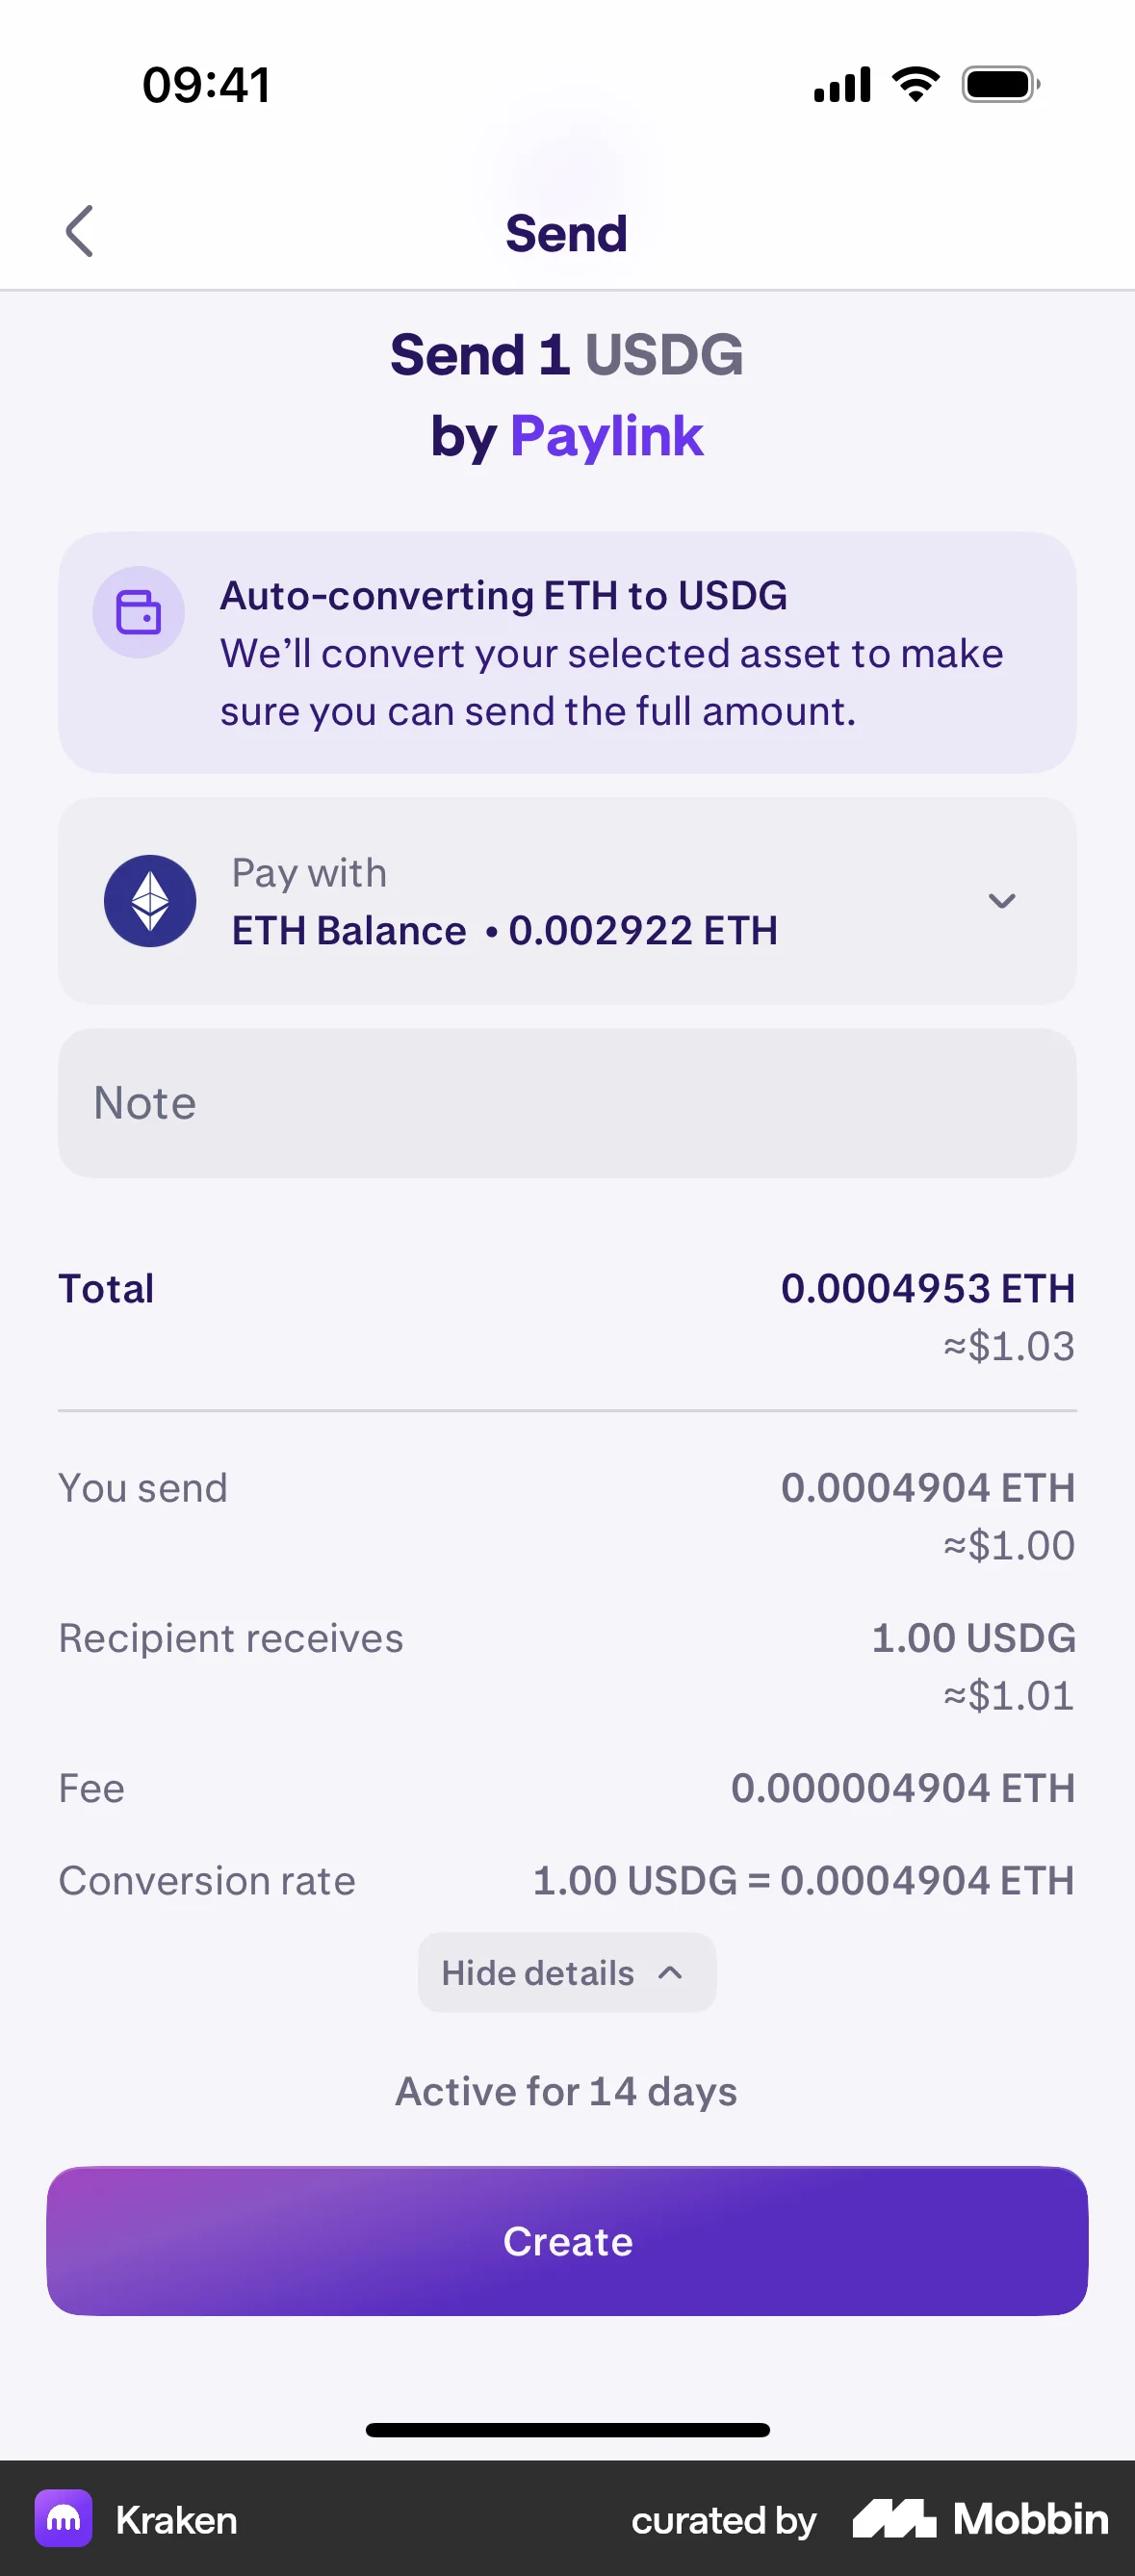 09:41
Send
Send 1 USDG
by Paylink
Auto-converting ETH to USDG
We’ll convert your selected asset to make
sure you can send the full amount.
Pay with
ETH Balance • 0.002922 ETH
Note
Total 0.0004953 ETH
≈$1.03
You send 0.0004904 ETH
≈$1.00
Recipient receives 1.00 USDG
≈$1.01
Fee 0.000004904 ETH
Conversion rate 1.00 USDG = 0.0004904 ETH
Hide details
Active for 14 days
Create
Kraken curated by Mobbin